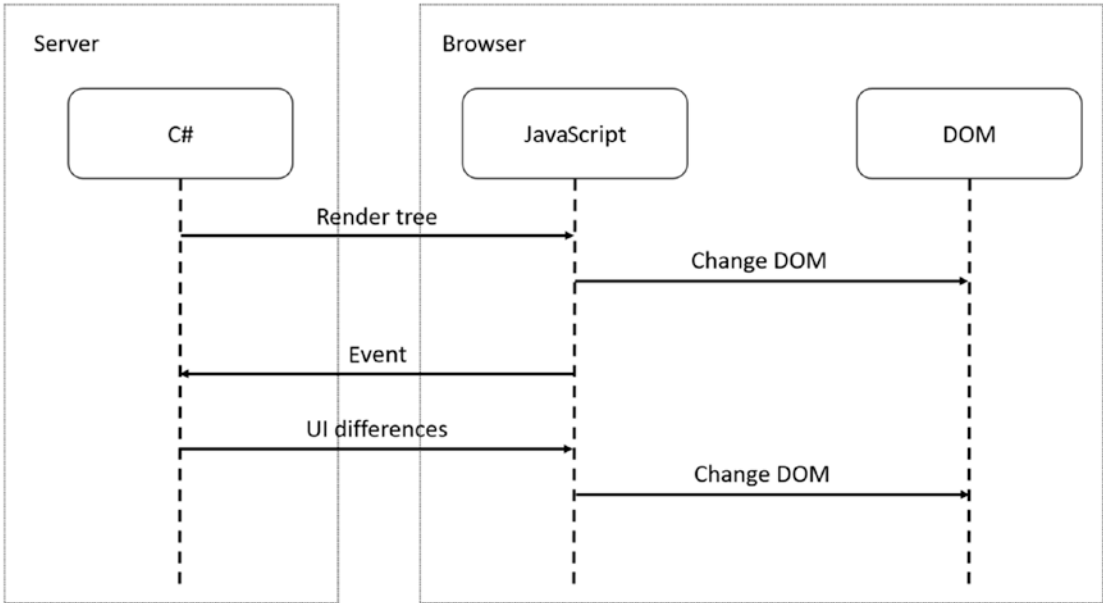 Server
Browser
C#
JavaScript
DOM
Render tree
Change DOM
Event
UI differences
Change DOM